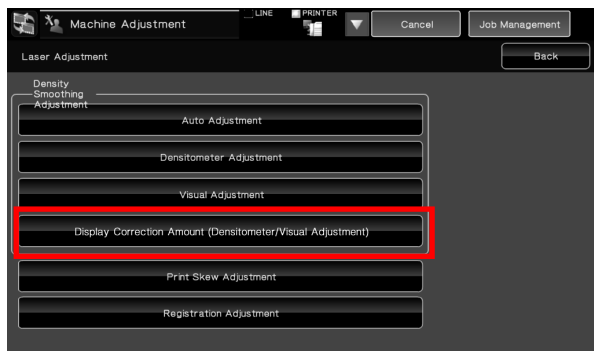 Machine Adjustment
LINE
PRINTER
Cancel
Job Management
Laser Adjustment
Back
Density
Smoothing
Adjustment
Auto Adjustment
Densitometer Adjustment
Visual Adjustment
Display Correction Amount (Densitometer/Visual Adjustment)
Print Skew Adjustment
Registration Adjustment